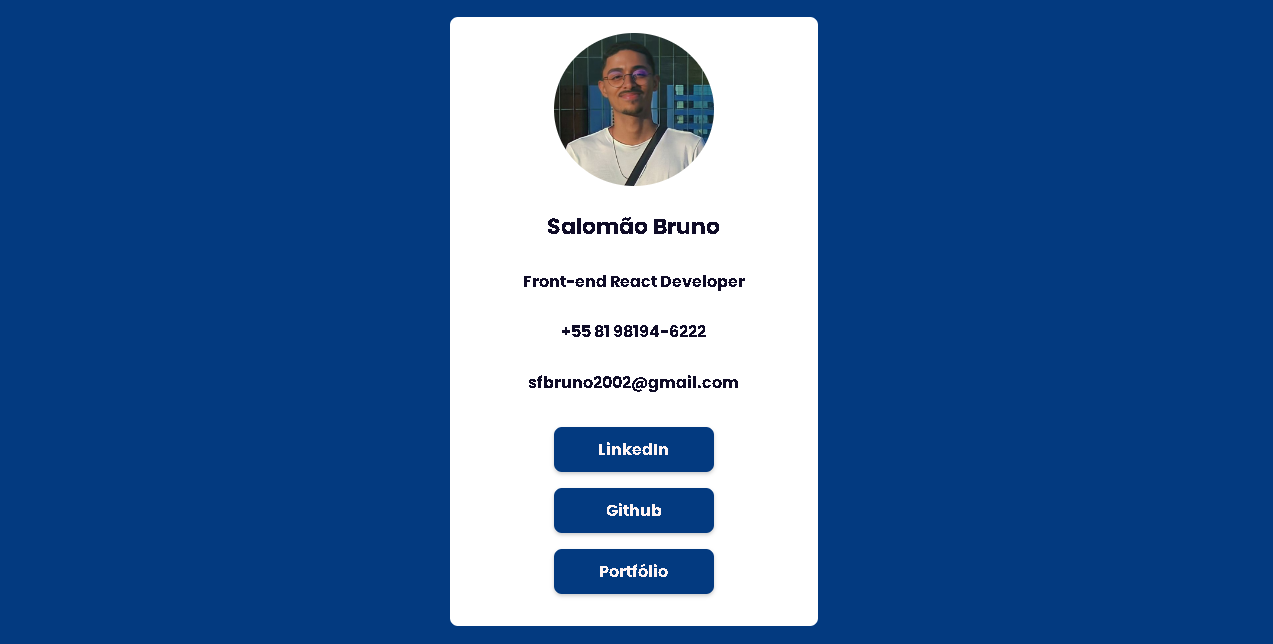 Salomão Bruno
Front-end React Developer
+55 81 98194-6222
sfbruno2002@gmail.com
LinkedIn
Github
Portfólio